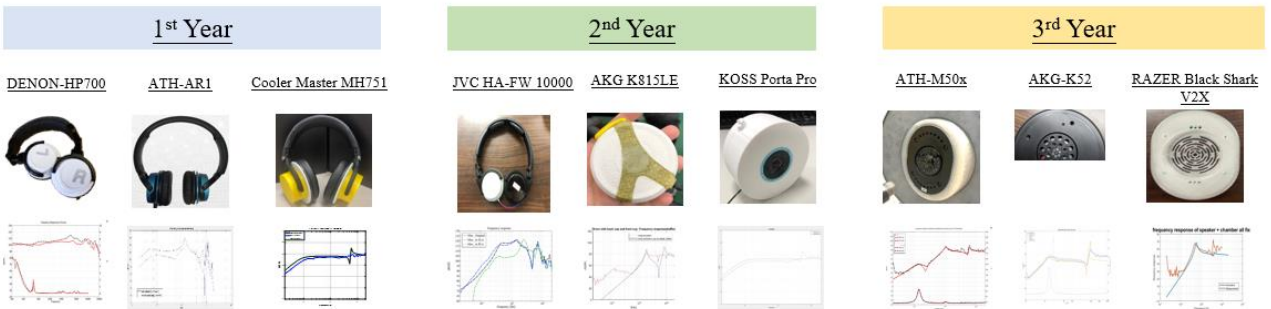 1st Year
2nd Year
3rd Year
DENON-HP700
ATH-AR1
Cooler Master MH751
JVC HA-FW 10000
AKG K815LE
KOSS Porta Pro
ATH-M50x
AKG-K52
RAZER Black Shark
V2X
frequency response of speaker + chamber all fix